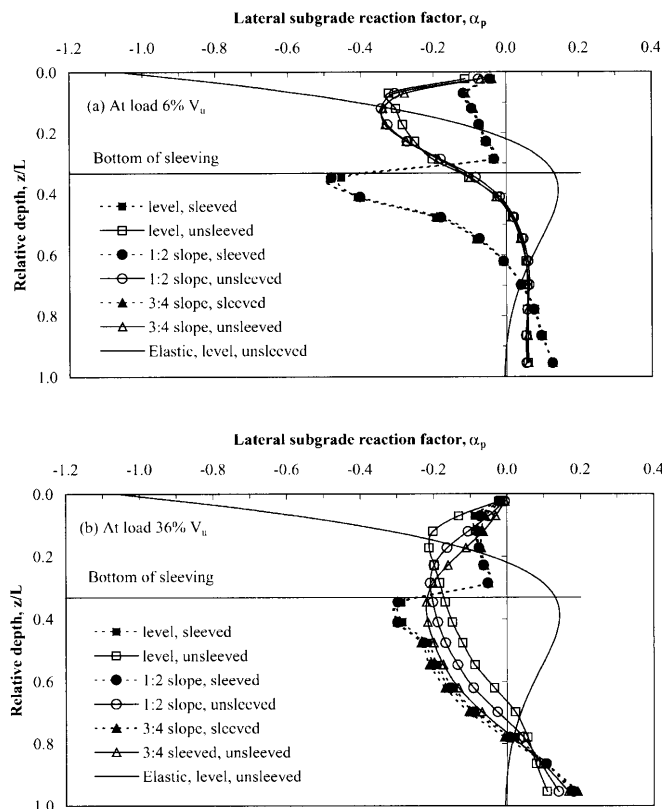 Lateral subgrade reaction factor, αp
-1.2 -1.0 -0.8 -0.6 -0.4 -0.2 0.0 0.2 0.4
0.0
(a) At load 6% Vu
0.2
Bottom of sleeving
0.4
level, sleeved
level, unsleeved
1:2 slope, sleeved
0.6
1:2 slope, unsleeved
3:4 slope, sleeved
0.8
3:4 slope, unsleeved
Elastic, level, unsleeved
1.0
Relative depth, z/L
Lateral subgrade reaction factor, αp
-1.2 -1.0 -0.8 -0.6 -0.4 -0.2 0.0 0.2 0.4
0.0
(b) At load 36% Vu
0.2
Bottom of sleeving
0.4
level, sleeved
level, unsleeved
0.6
1:2 slope, sleeved
1:2 slope, unsleeved
3:4 slope, sleeved
0.8
3:4 sleeved, unsleeved
Elastic, level, unsleeved
1.0
Relative depth, z/L